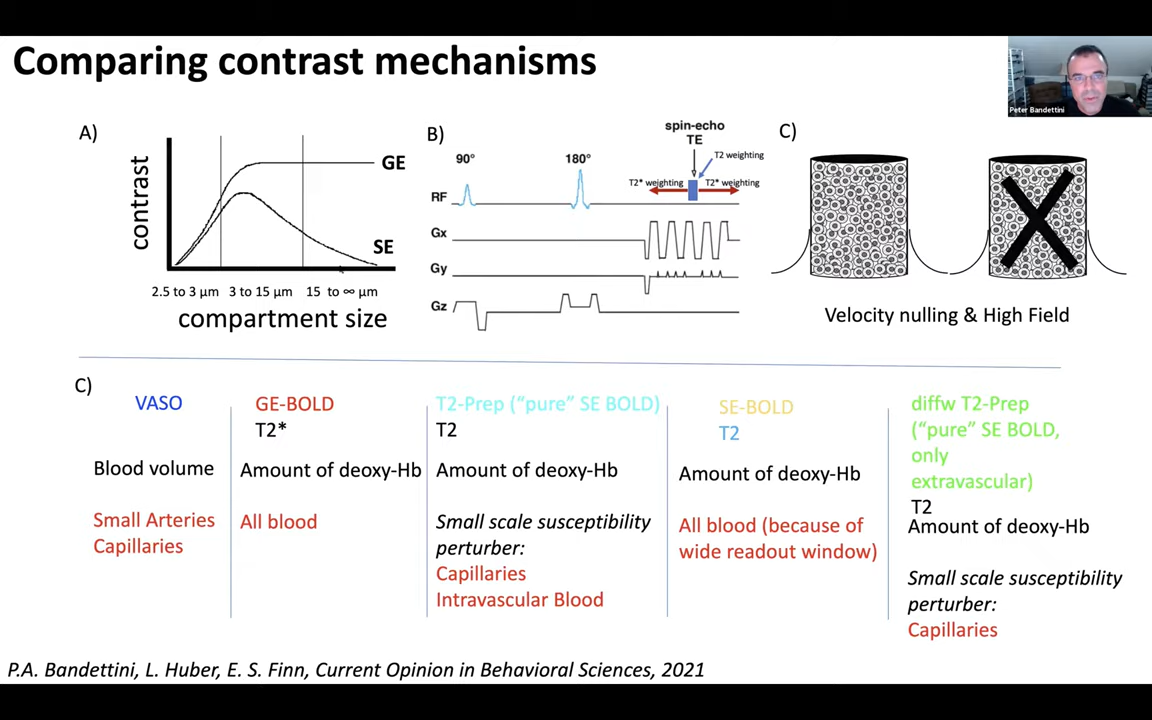 Comparing contrast mechanisms
Peter Bandettini
A)
contrast
GE
SE
2.5 to 3 µm 3 to 15 µm 15 to ∞ µm
compartment size
B)
spin-echo
TE
90°
180°
T2 weighting
T2* weighting
T2* weighting
RF
Gx
Gy
Gz
C)
Velocity nulling & High Field
C)
VASO
Blood volume
Small Arteries
Capillaries
GE-BOLD
T2*
Amount of deoxy-Hb
All blood
T2-Prep (“pure” SE BOLD)
T2
Amount of deoxy-Hb
Small scale susceptibility
perturber:
Capillaries
Intravascular Blood
SE-BOLD
T2
Amount of deoxy-Hb
All blood (because of
wide readout window)
diffw T2-Prep
(“pure” SE BOLD,
only
extravascular)
T2
Amount of deoxy-Hb
Small scale susceptibility
perturber:
Capillaries
P.A. Bandettini, L. Huber, E. S. Finn, Current Opinion in Behavioral Sciences, 2021